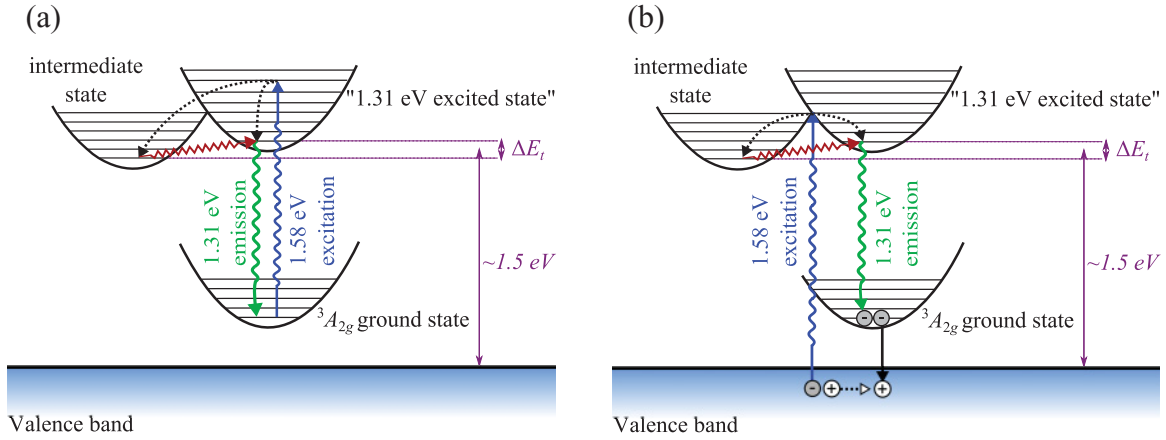 (a)
intermediate
state
"1.31 eV excited state"
ΔEt
1.31 eV
emission
1.58 eV
excitation
~1.5 eV
3A2g ground state
Valence band
(b)
intermediate
state
"1.31 eV excited state"
ΔEt
1.58 eV
excitation
1.31 eV
emission
~1.5 eV
- -
3A2g ground state
- + +
Valence band